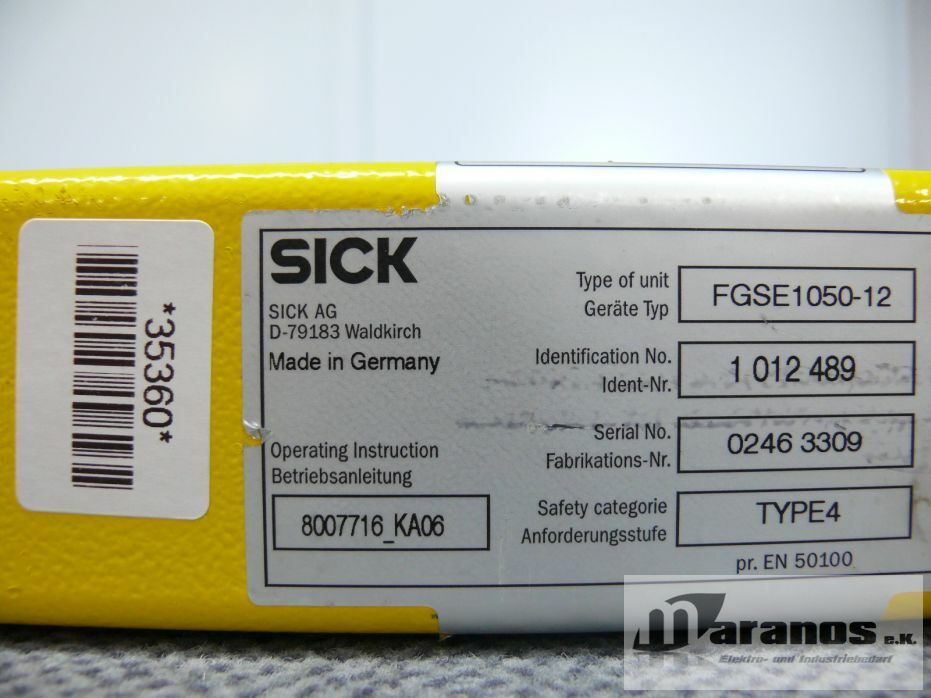 *35360*
SICK
SICK AG
D-79183 Waldkirch
Made in Germany
Operating Instruction
Betriebsanleitung
8007716_KA06
Type of unit
Geräte Typ
FGSE1050-12
Identification No.
Ident-Nr.
1 012 489
Serial No.
Fabrikations-Nr.
0246 3309
Safety categorie
Anforderungsstufe
TYPE4
pr. EN 50100
maranos e.K.
Elektro- und Industriebedarf